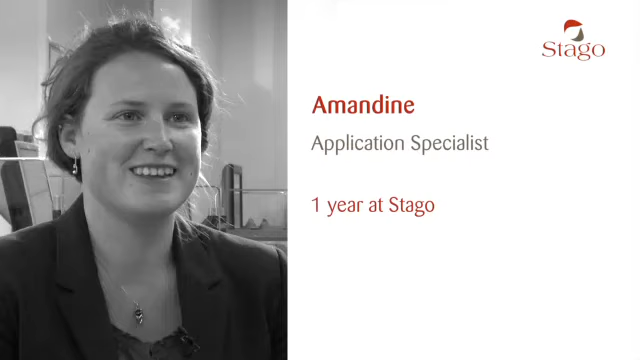 Stago
Amandine
Application Specialist
1 year at Stago